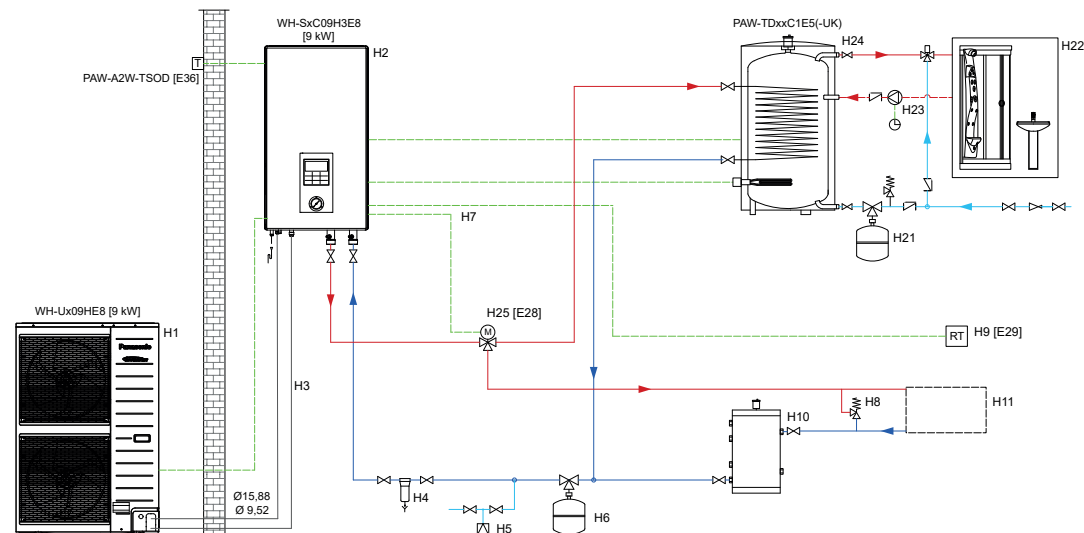 WH-SxC09H3E8
[9 kW]
H2
PAW-TDxxC1E5(-UK)
H24
H22
T
PAW-A2W-TSOD [E36]
H23
H7
H21
WH-Ux09HE8 [9 kW]
H1
H25 [E28]
M
RT
H9 [E29]
Panasonic
H3
H8
H11
H10
Ø15,88
Ø 9,52
H4
H5
H6